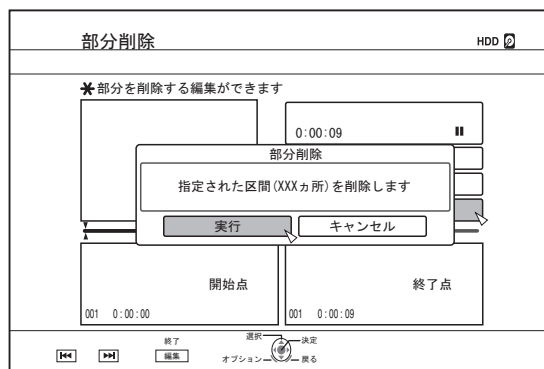 部分削除
HDD
部分を削除する編集ができます
0:00:09
部分削除
指定された区間(XXXヵ所)を削除します
実行 キャンセル
開始点 終了点
001 0:00:00 001 0:00:09
終了 選択 決定
編集 オプション 戻る